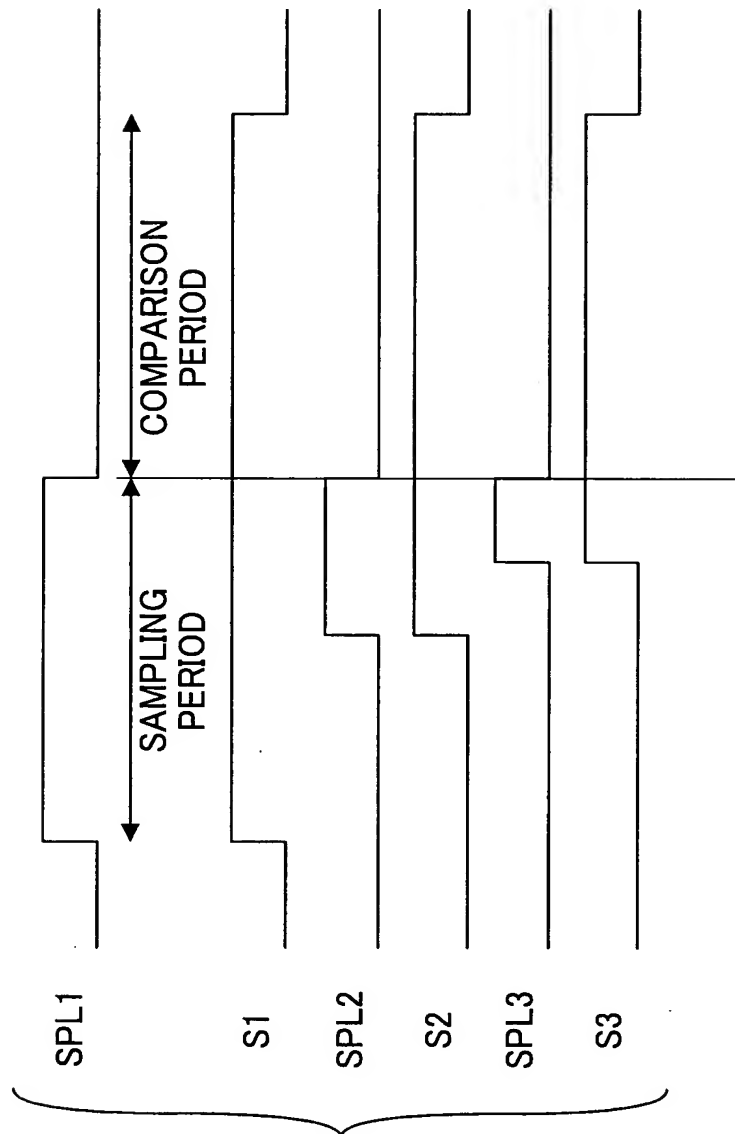 SPL1
SAMPLING
PERIOD
COMPARISON
PERIOD
S1
SPL2
S2
SPL3
S3